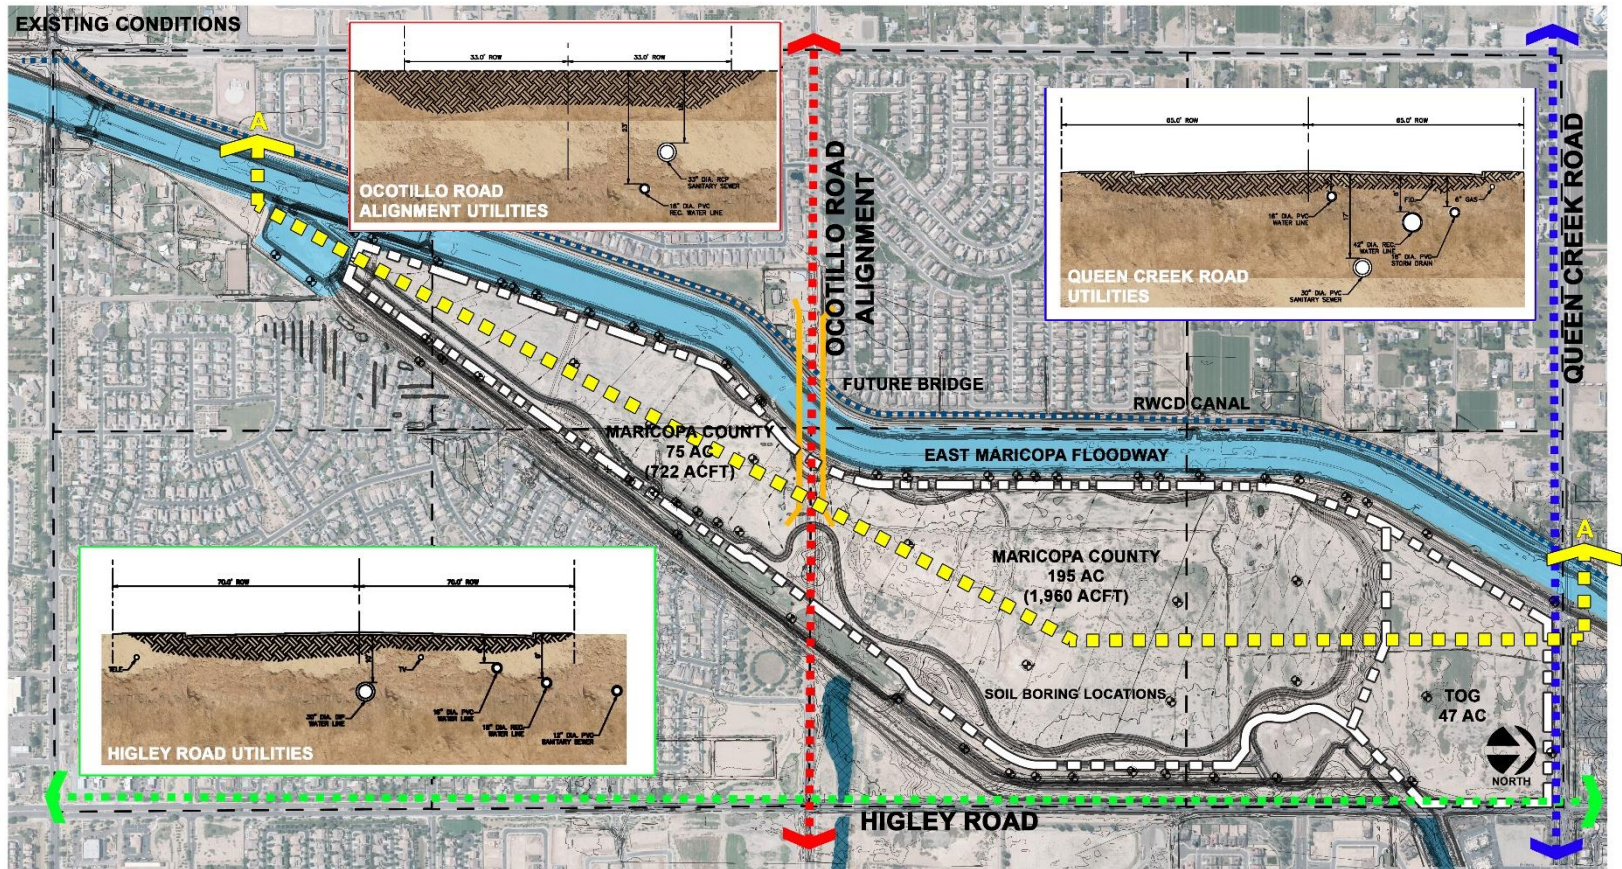 EXISTING CONDITIONS
33.0' ROW
33.0' ROW
33" DIA. RCP
SANITARY SEWER
16" DIA. PVC
REC. WATER LINE
OCOTILLO ROAD
ALIGNMENT UTILITIES
65.0' ROW
65.0' ROW
16" DIA. PVC
WATER LINE
17'
F/O
6" GAS
42" DIA. REC.
WATER LINE
18" DIA. PVC
STORM DRAIN
30" DIA. PVC
SANITARY SEWER
QUEEN CREEK ROAD
UTILITIES
A
OCOTILLO ROAD
ALIGNMENT
QUEEN CREEK ROAD
FUTURE BRIDGE
RWCD CANAL
EAST MARICOPA FLOODWAY
MARICOPA COUNTY
75 AC
(722 ACFT)
A
MARICOPA COUNTY
195 AC
(1,960 ACFT)
SOIL BORING LOCATIONS
TOG
47 AC
NORTH
70.0' ROW
70.0' ROW
TELE
TV
30" DIA. DIP
WATER LINE
16" DIA. PVC
WATER LINE
18" DIA. REC.
WATER LINE
12" DIA. PVC
SANITARY SEWER
HIGLEY ROAD UTILITIES
HIGLEY ROAD